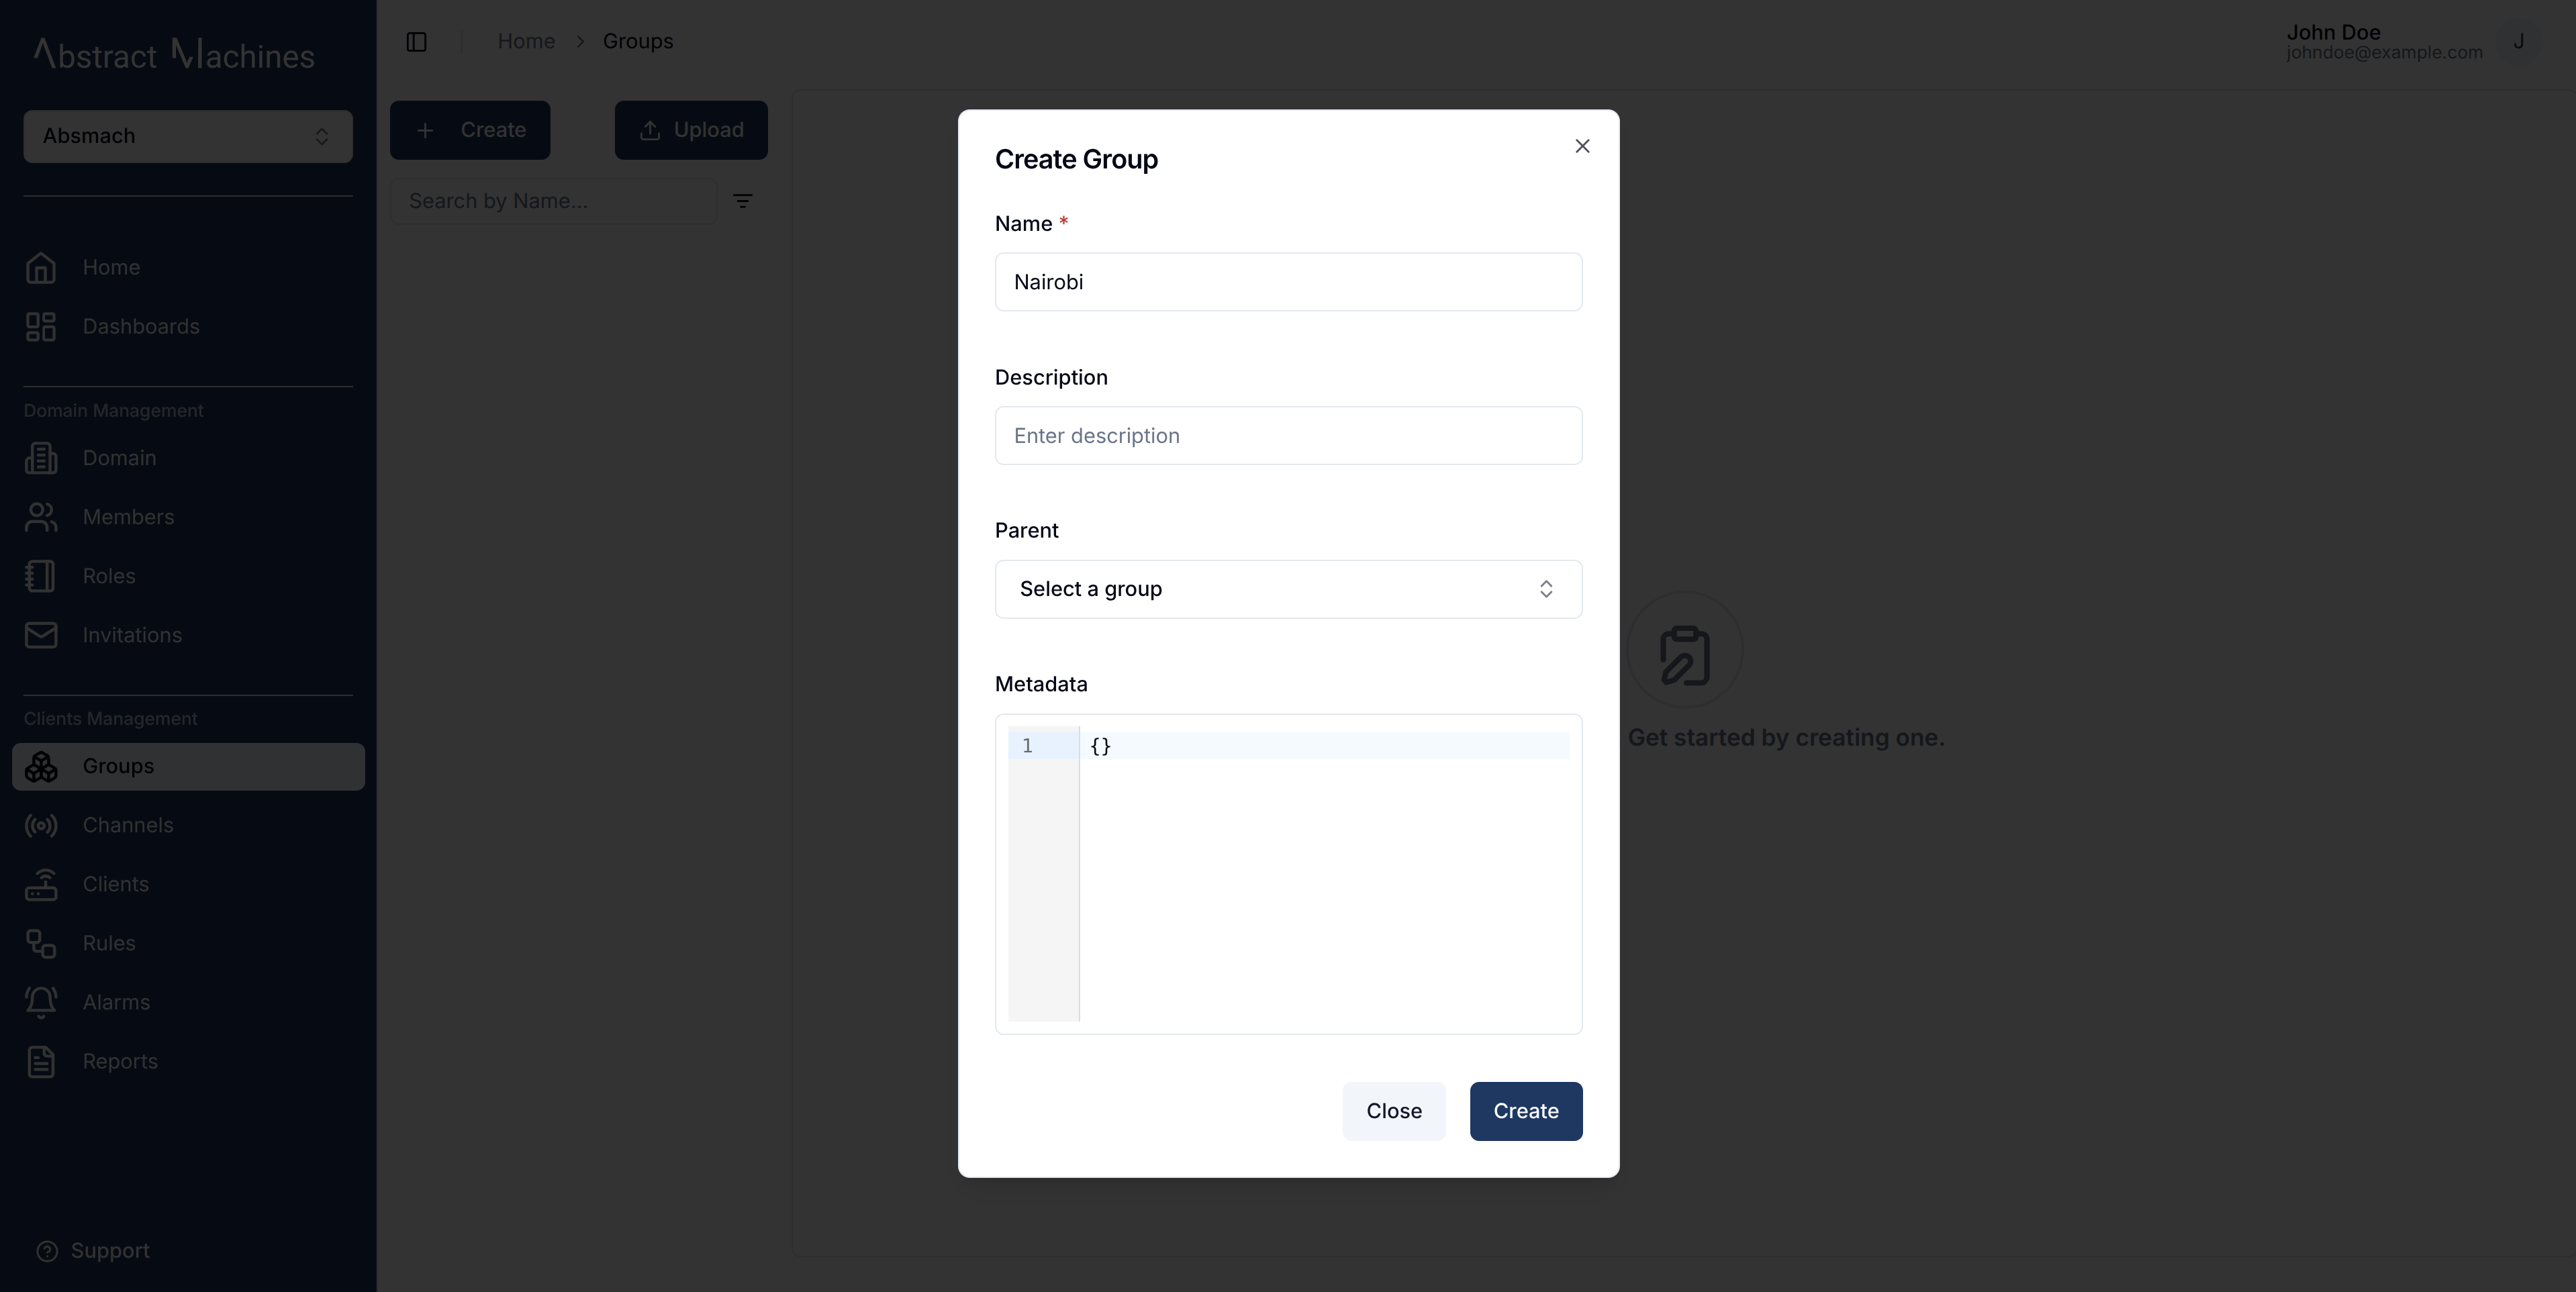 Abstract Machines
Absmach
Home
Dashboards
Domain Management
Domain
Members
Roles
Invitations
Clients Management
Groups
Channels
Clients
Rules
Alarms
Reports
Support
Home > Groups
John Doe
johndoe@example.com
J
Create
Upload
Search by Name...
Get started by creating one.
Create Group
Name *
Nairobi
Description
Enter description
Parent
Select a group
Metadata
1 {}
Close
Create